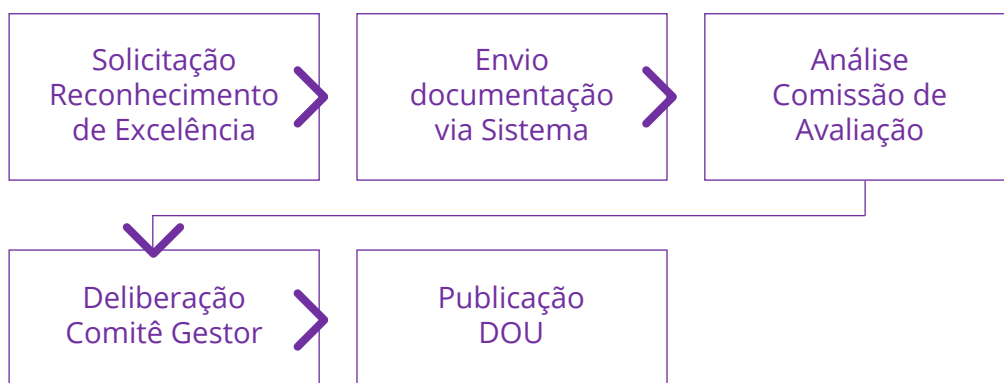 Solicitação
Reconhecimento
de Excelência
Envio
documentação
via Sistema
Análise
Comissão de
Avaliação
Deliberação
Comitê Gestor
Publicação
DOU